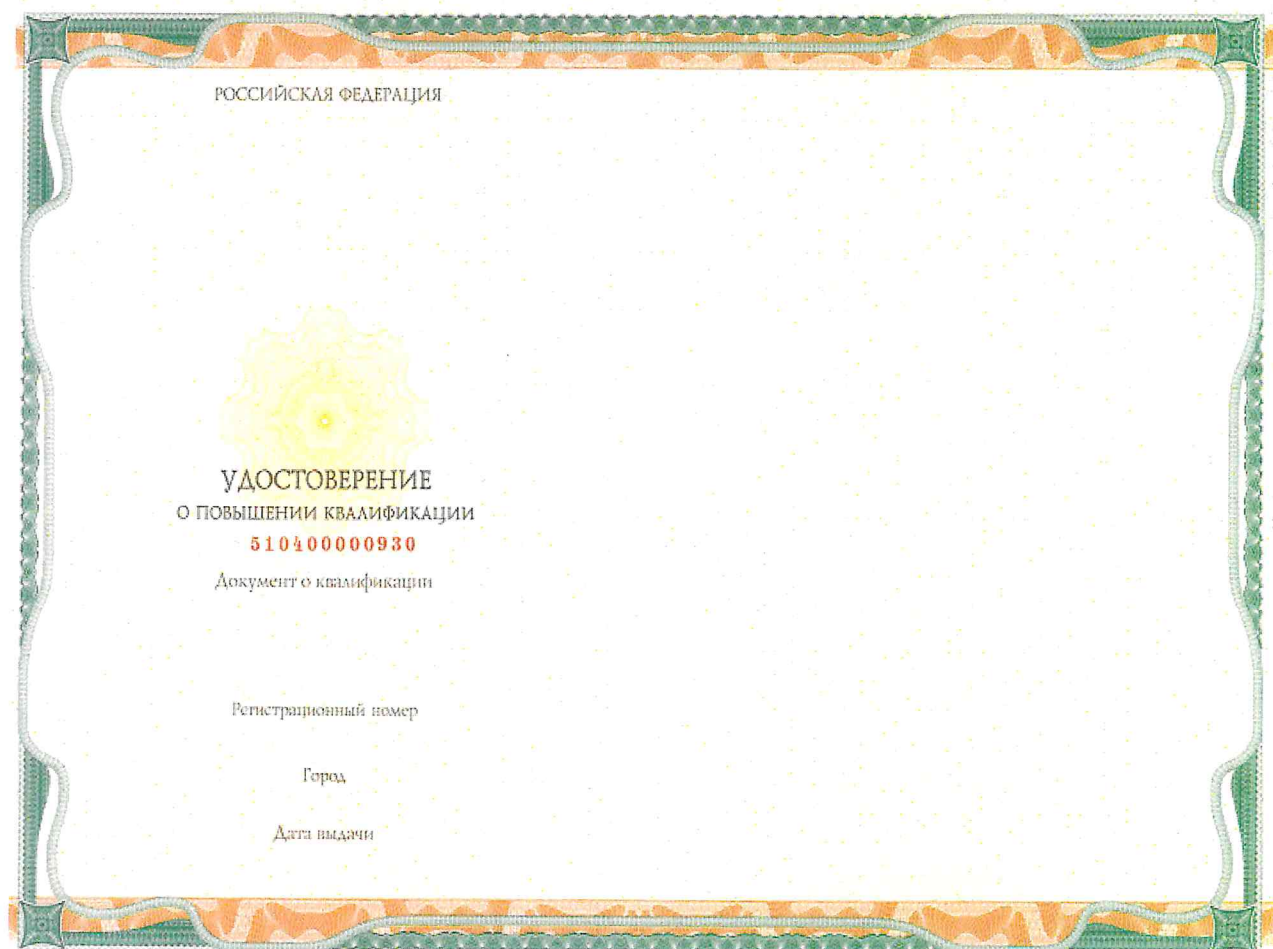 РОССИЙСКАЯ ФЕДЕРАЦИЯ
УДОСТОВЕРЕНИЕ
О ПОВЫШЕНИИ КВАЛИФИКАЦИИ
510400000930
Документ о квалификации
Регистрационный номер
Город
Дата выдачи